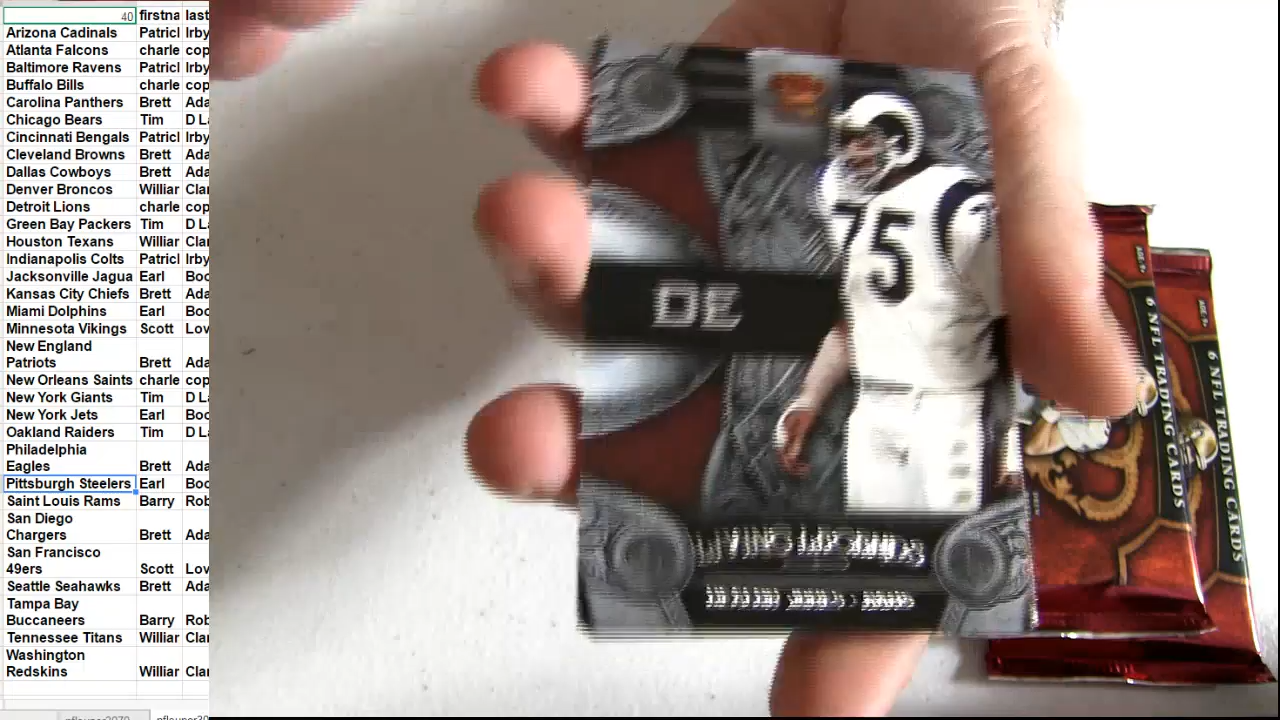 40 firstna last
Arizona Cadinals Patricl Irby
Atlanta Falcons charle cop
Baltimore Ravens Patricl Irby
Buffalo Bills charle cop
Carolina Panthers Brett Ada
Chicago Bears Tim D La
Cincinnati Bengals Patricl Irby
Cleveland Browns Brett Ada
Dallas Cowboys Brett Ada
Denver Broncos Williar Clar
Detroit Lions charle cop
Green Bay Packers Tim D La
Houston Texans Williar Clar
Indianapolis Colts Patricl Irby
Jacksonville Jagua Earl Boo
Kansas City Chiefs Brett Ada
Miami Dolphins Earl Boo
Minnesota Vikings Scott Lov
New England
Patriots Brett Ada
New Orleans Saints charle cop
New York Giants Tim D La
New York Jets Earl Boo
Oakland Raiders Tim D La
Philadelphia
Eagles Brett Ada
Pittsburgh Steelers Earl Boo
Saint Louis Rams Barry Rob
San Diego
Chargers Brett Ada
San Francisco
49ers Scott Lov
Seattle Seahawks Brett Ada
Tampa Bay
Buccaneers Barry Rob
Tennessee Titans Williar Clar
Washington
Redskins Williar Clar
DE
75
LIVING LEGENDS
6 NFL TRADING CARDS
6 NFL TRADING CARDS